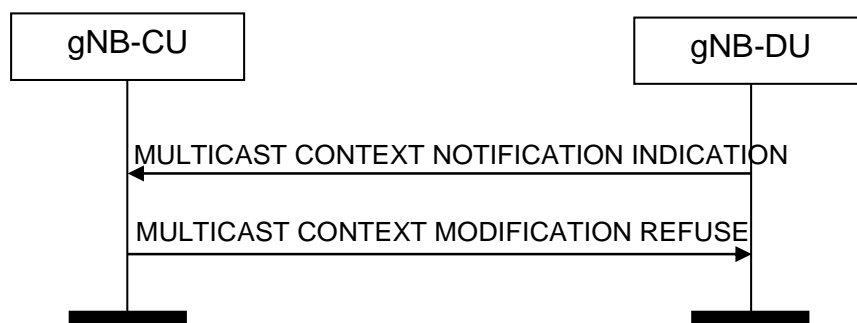 gNB-CU
gNB-DU
MULTICAST CONTEXT NOTIFICATION INDICATION
MULTICAST CONTEXT MODIFICATION REFUSE